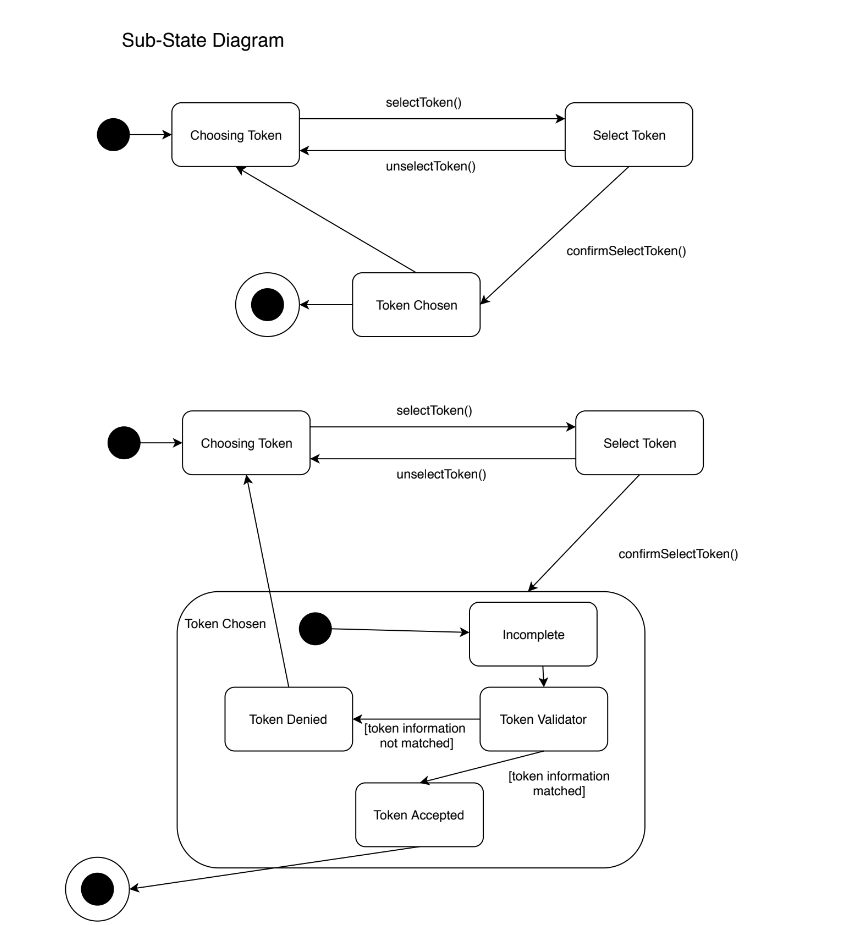 Sub-State Diagram
selectToken()
Choosing Token
Select Token
unselectToken()
confirmSelectToken()
Token Chosen
selectToken()
Choosing Token
Select Token
unselectToken()
confirmSelectToken()
Token Chosen
Incomplete
Token Denied
Token Validator
[token information
not matched]
[token information
matched]
Token Accepted